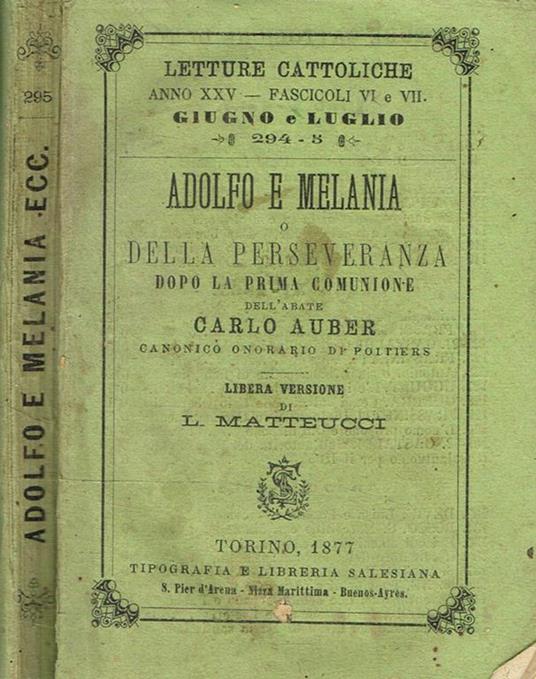 295
ADOLFO E MELANIA ECC.
LETTURE CATTOLICHE
ANNO XXV — FASCICOLI VI e VII.
GIUGNO e LUGLIO
294 - 5
ADOLFO E MELANIA
O
DELLA PERSEVERANZA
DOPO LA PRIMA COMUNIONE
DELL'ABATE
CARLO AUBER
CANONICO ONORARIO DI POITIERS
LIBERA VERSIONE
DI
L. MATTEUCCI
TORINO, 1877
TIPOGRAFIA E LIBRERIA SALESIANA
S. Pier d'Arena - Nizza Marittima - Buenos-Ayres.